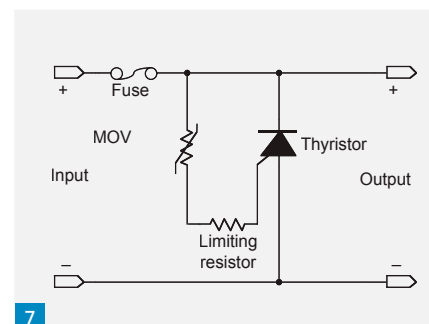 +
Fuse
+
MOV
Thyristor
Input
Output
Limiting
resistor
–
–
7